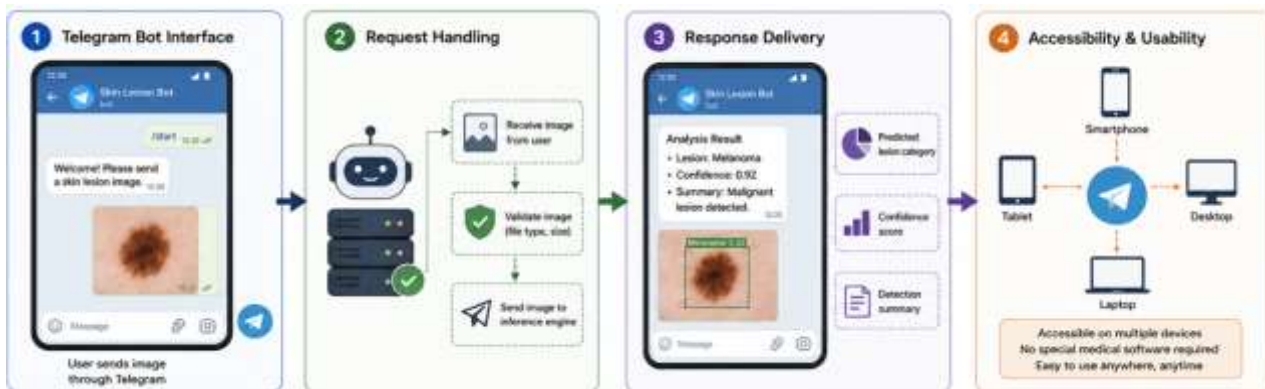 1 Telegram Bot Interface
Skin Lesion Bot
bot
/start
Welcome! Please send
a skin lesion image.
Message
User sends image
through Telegram
2 Request Handling
Receive image
from user
Validate image
(file type, size)
Send image to
inference engine
3 Response Delivery
Skin Lesion Bot
bot
Analysis Result
• Lesion: Melanoma
• Confidence: 0.92
• Summary: Malignant
lesion detected.
Message
Predicted
lesion category
Confidence
score
Detection
summary
4 Accessibility & Usability
Smartphone
Tablet
Desktop
Laptop
Accessible on multiple devices
No special medical software required
Easy to use anywhere, anytime